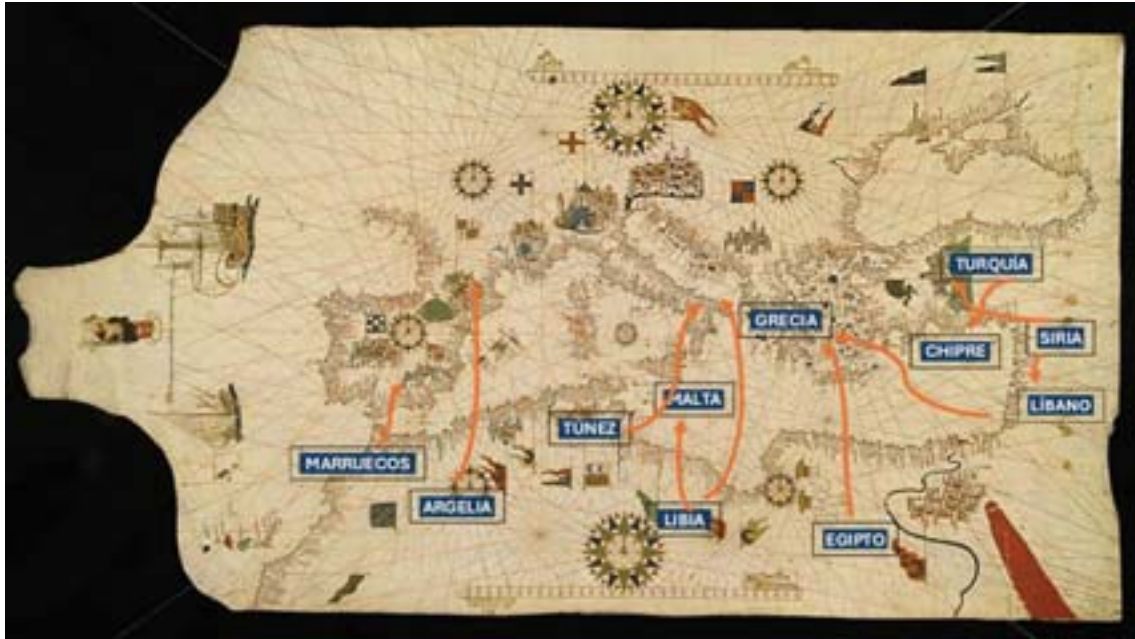 TURQUÍA
GRECIA
SIRIA
CHIPRE
MALTA
LÍBANO
TÚNEZ
MARRUECOS
ARGELIA
LIBIA
EGIPTO